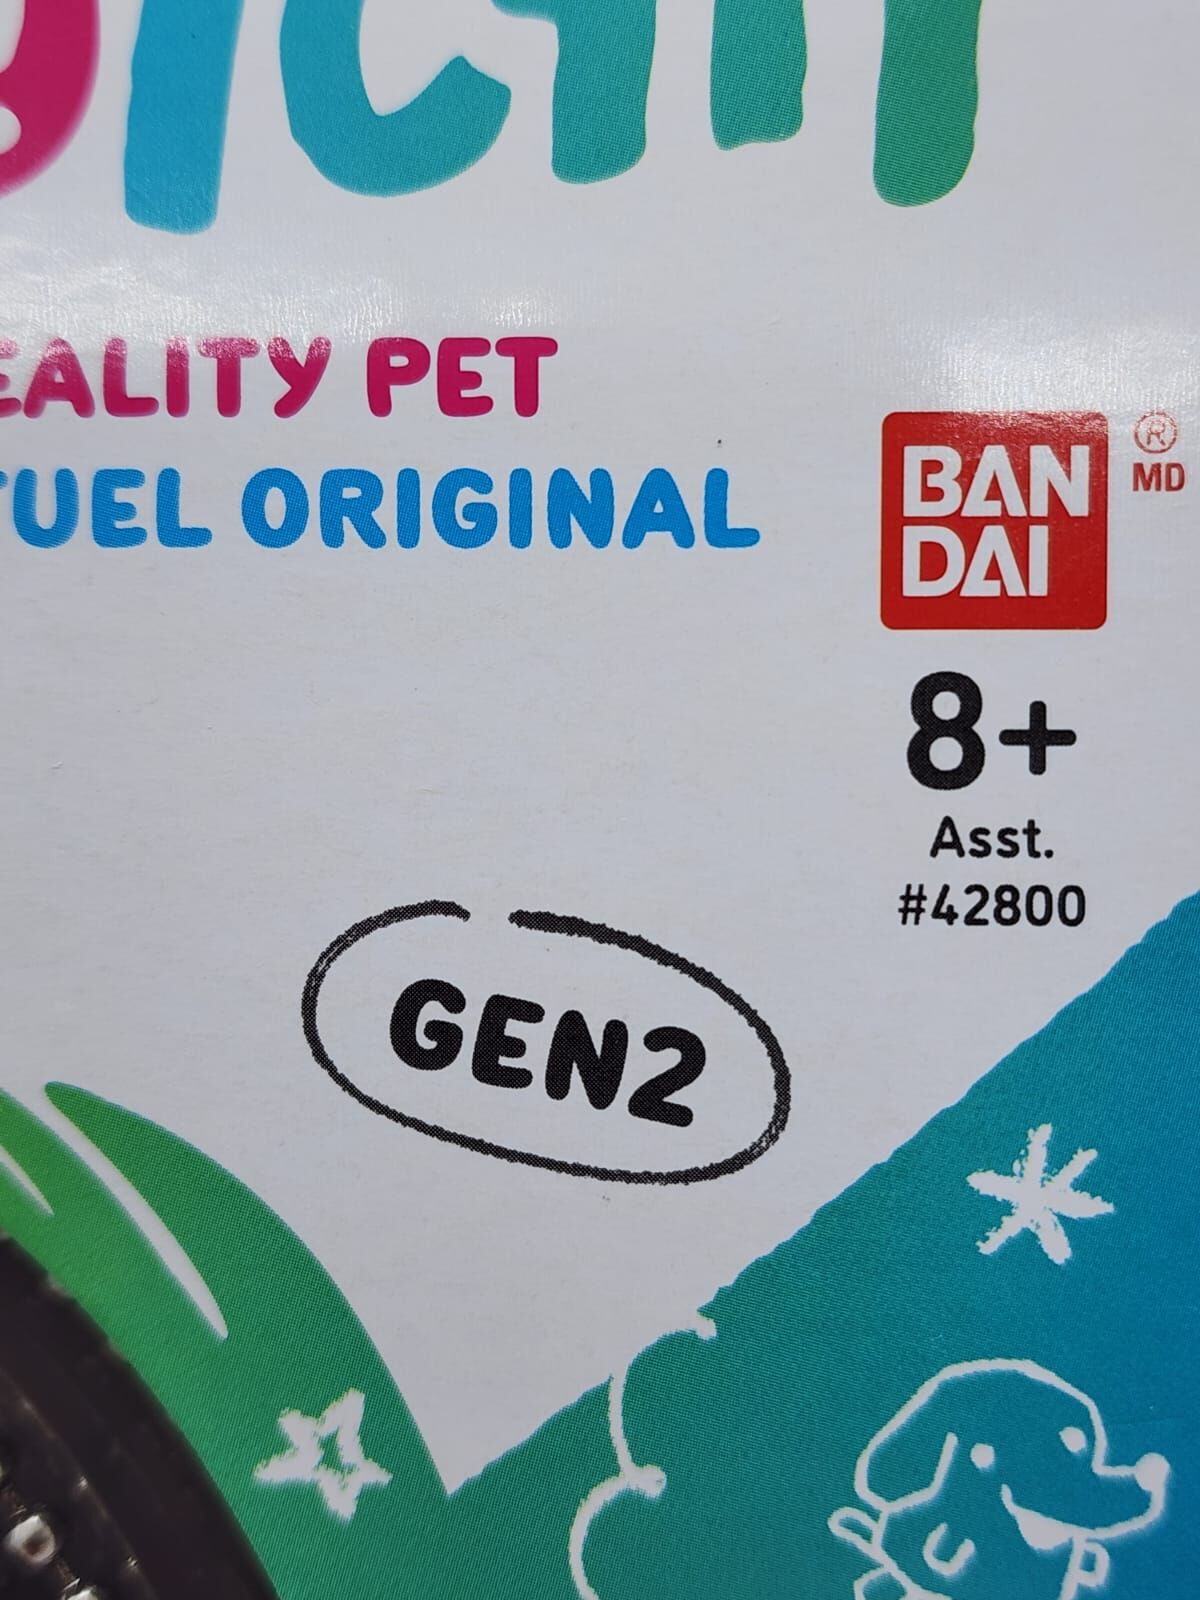 EALITY PET
TUEL ORIGINAL
BAN
DAI
®
MD
8+
Asst.
#42800
GEN2